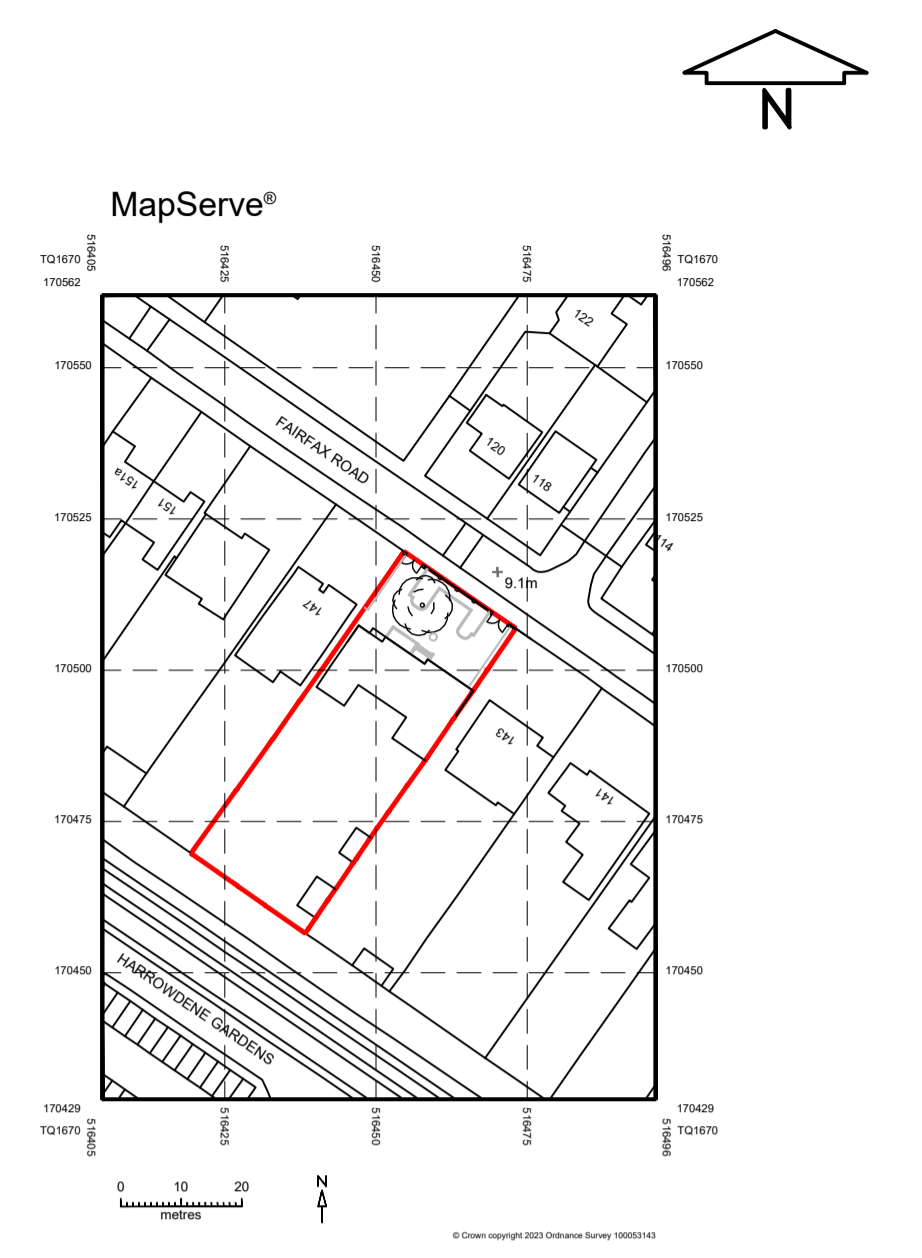 N
MapServe®
516405
516425
516450
516475
516496
TQ1670
170562
TQ1670
170562
122
170550
170550
FAIRFAX ROAD
120
118
151a
151
170525
170525
114
9.1m
147
170500
170500
143
141
170475
170475
170450
170450
HARROWDENE GARDENS
170429
TQ1670
170429
TQ1670
516405
516425
516450
516475
516496
0 10 20
metres
N
© Crown copyright 2023 Ordnance Survey 100053143